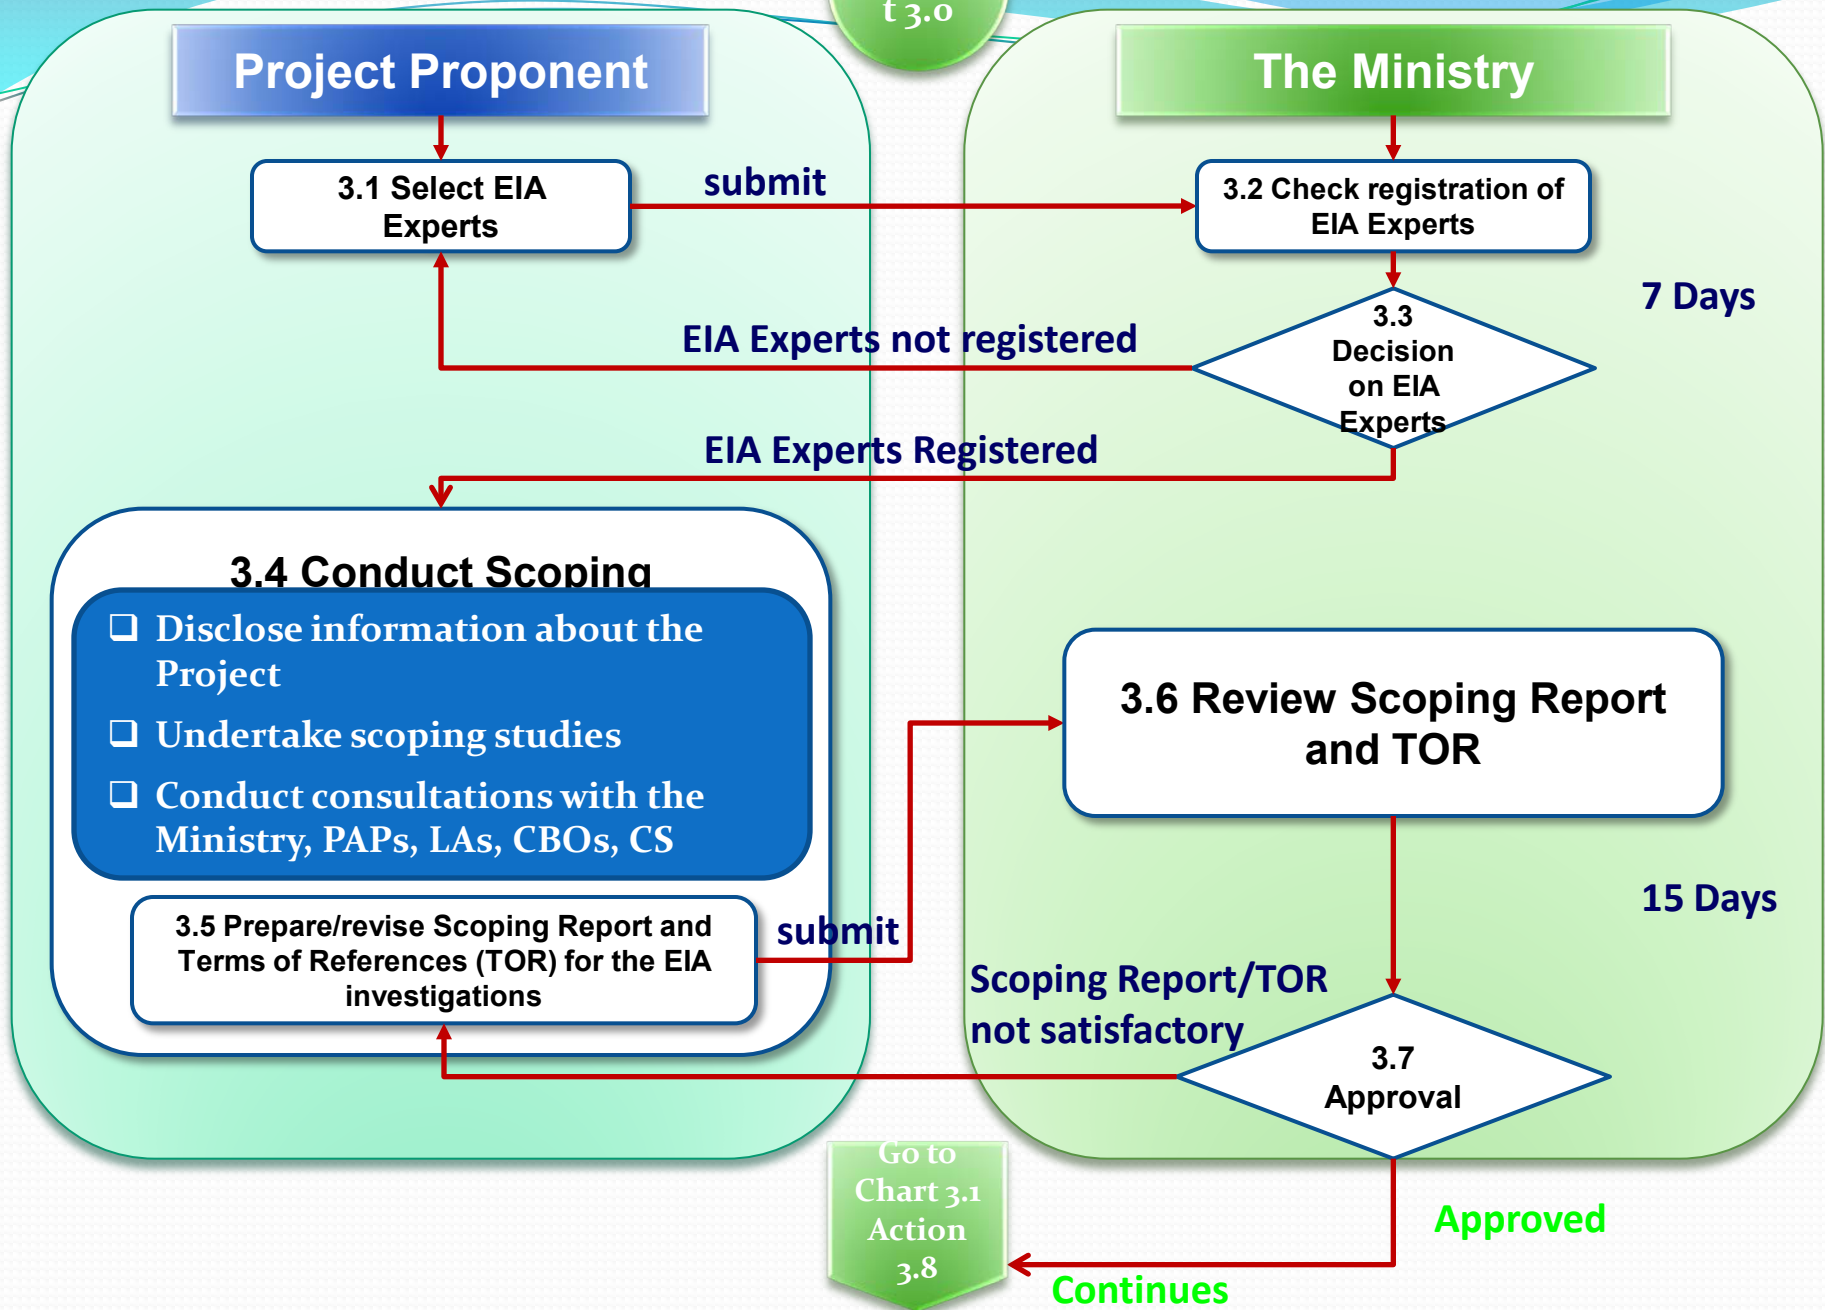 t 3.0
Project Proponent
The Ministry
3.1 Select EIA
Experts
submit
3.2 Check registration of
EIA Experts
7 Days
3.3
Decision
on EIA
Experts
EIA Experts not registered
EIA Experts Registered
3.4 Conduct Scoping
❑ Disclose information about the
Project
❑ Undertake scoping studies
❑ Conduct consultations with the
Ministry, PAPs, LAs, CBOs, CS
3.5 Prepare/revise Scoping Report and
Terms of References (TOR) for the EIA
investigations
submit
3.6 Review Scoping Report
and TOR
15 Days
Scoping Report/TOR
not satisfactory
3.7
Approval
Go to
Chart 3.1
Action
3.8
Approved
Continues